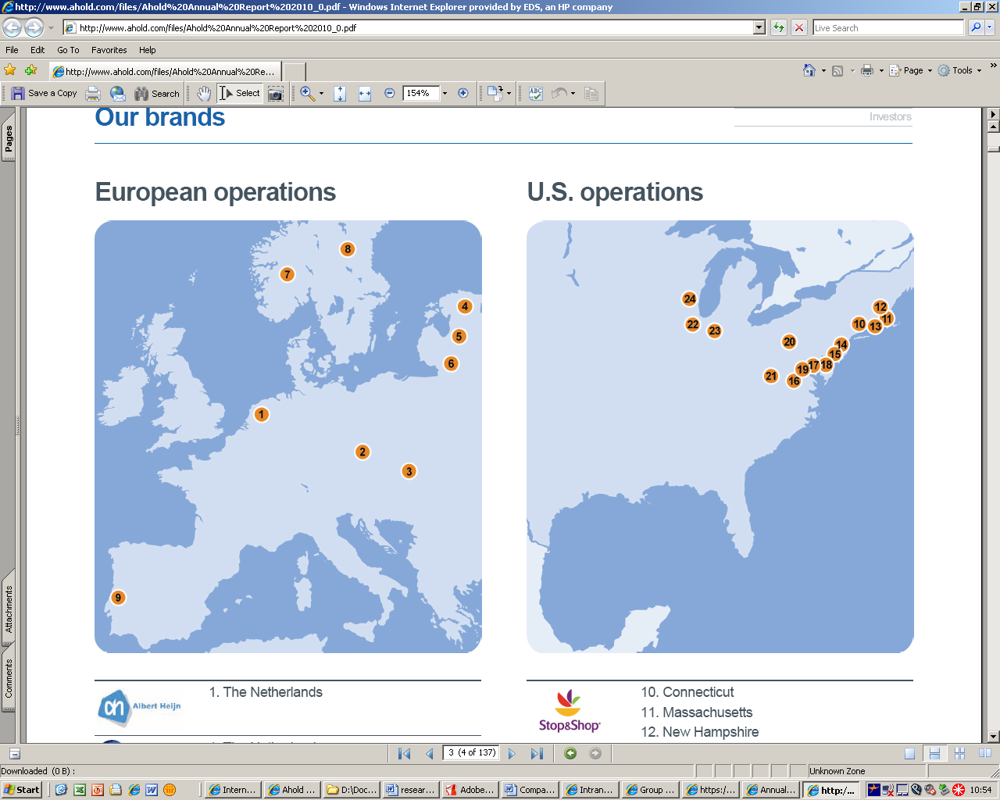 http://www.ahold.com/files/Ahold%20Annual%20Report%202010_0.pdf - Windows Internet Explorer provided by EDS, an HP company
http://www.ahold.com/files/Ahold%20Annual%20Report%202010_0.pdf
Live Search
File Edit Go To Favorites Help
http://www.ahold.com/files/Ahold%20Annual%20Re...
Page Tools »
Save a Copy Search Select 154% ABC
Pages
Attachments
Comments
Our brands
Investors
European operations
U.S. operations
8
7
4
5
6
1
2
3
9
24
22
23
12
11
10
13
20
14
15
17
18
19
21
16
ah Albert Heijn
1. The Netherlands
Stop&Shop
10. Connecticut
11. Massachusetts
12. New Hampshire
3 (4 of 137)
Downloaded (0 B) :
Unknown Zone
Start
Intern...
Ahold ...
D:\Doc...
resear...
Adobe...
Compa...
Intran...
Group ...
https:/...
Annual...
http:/...
10:54